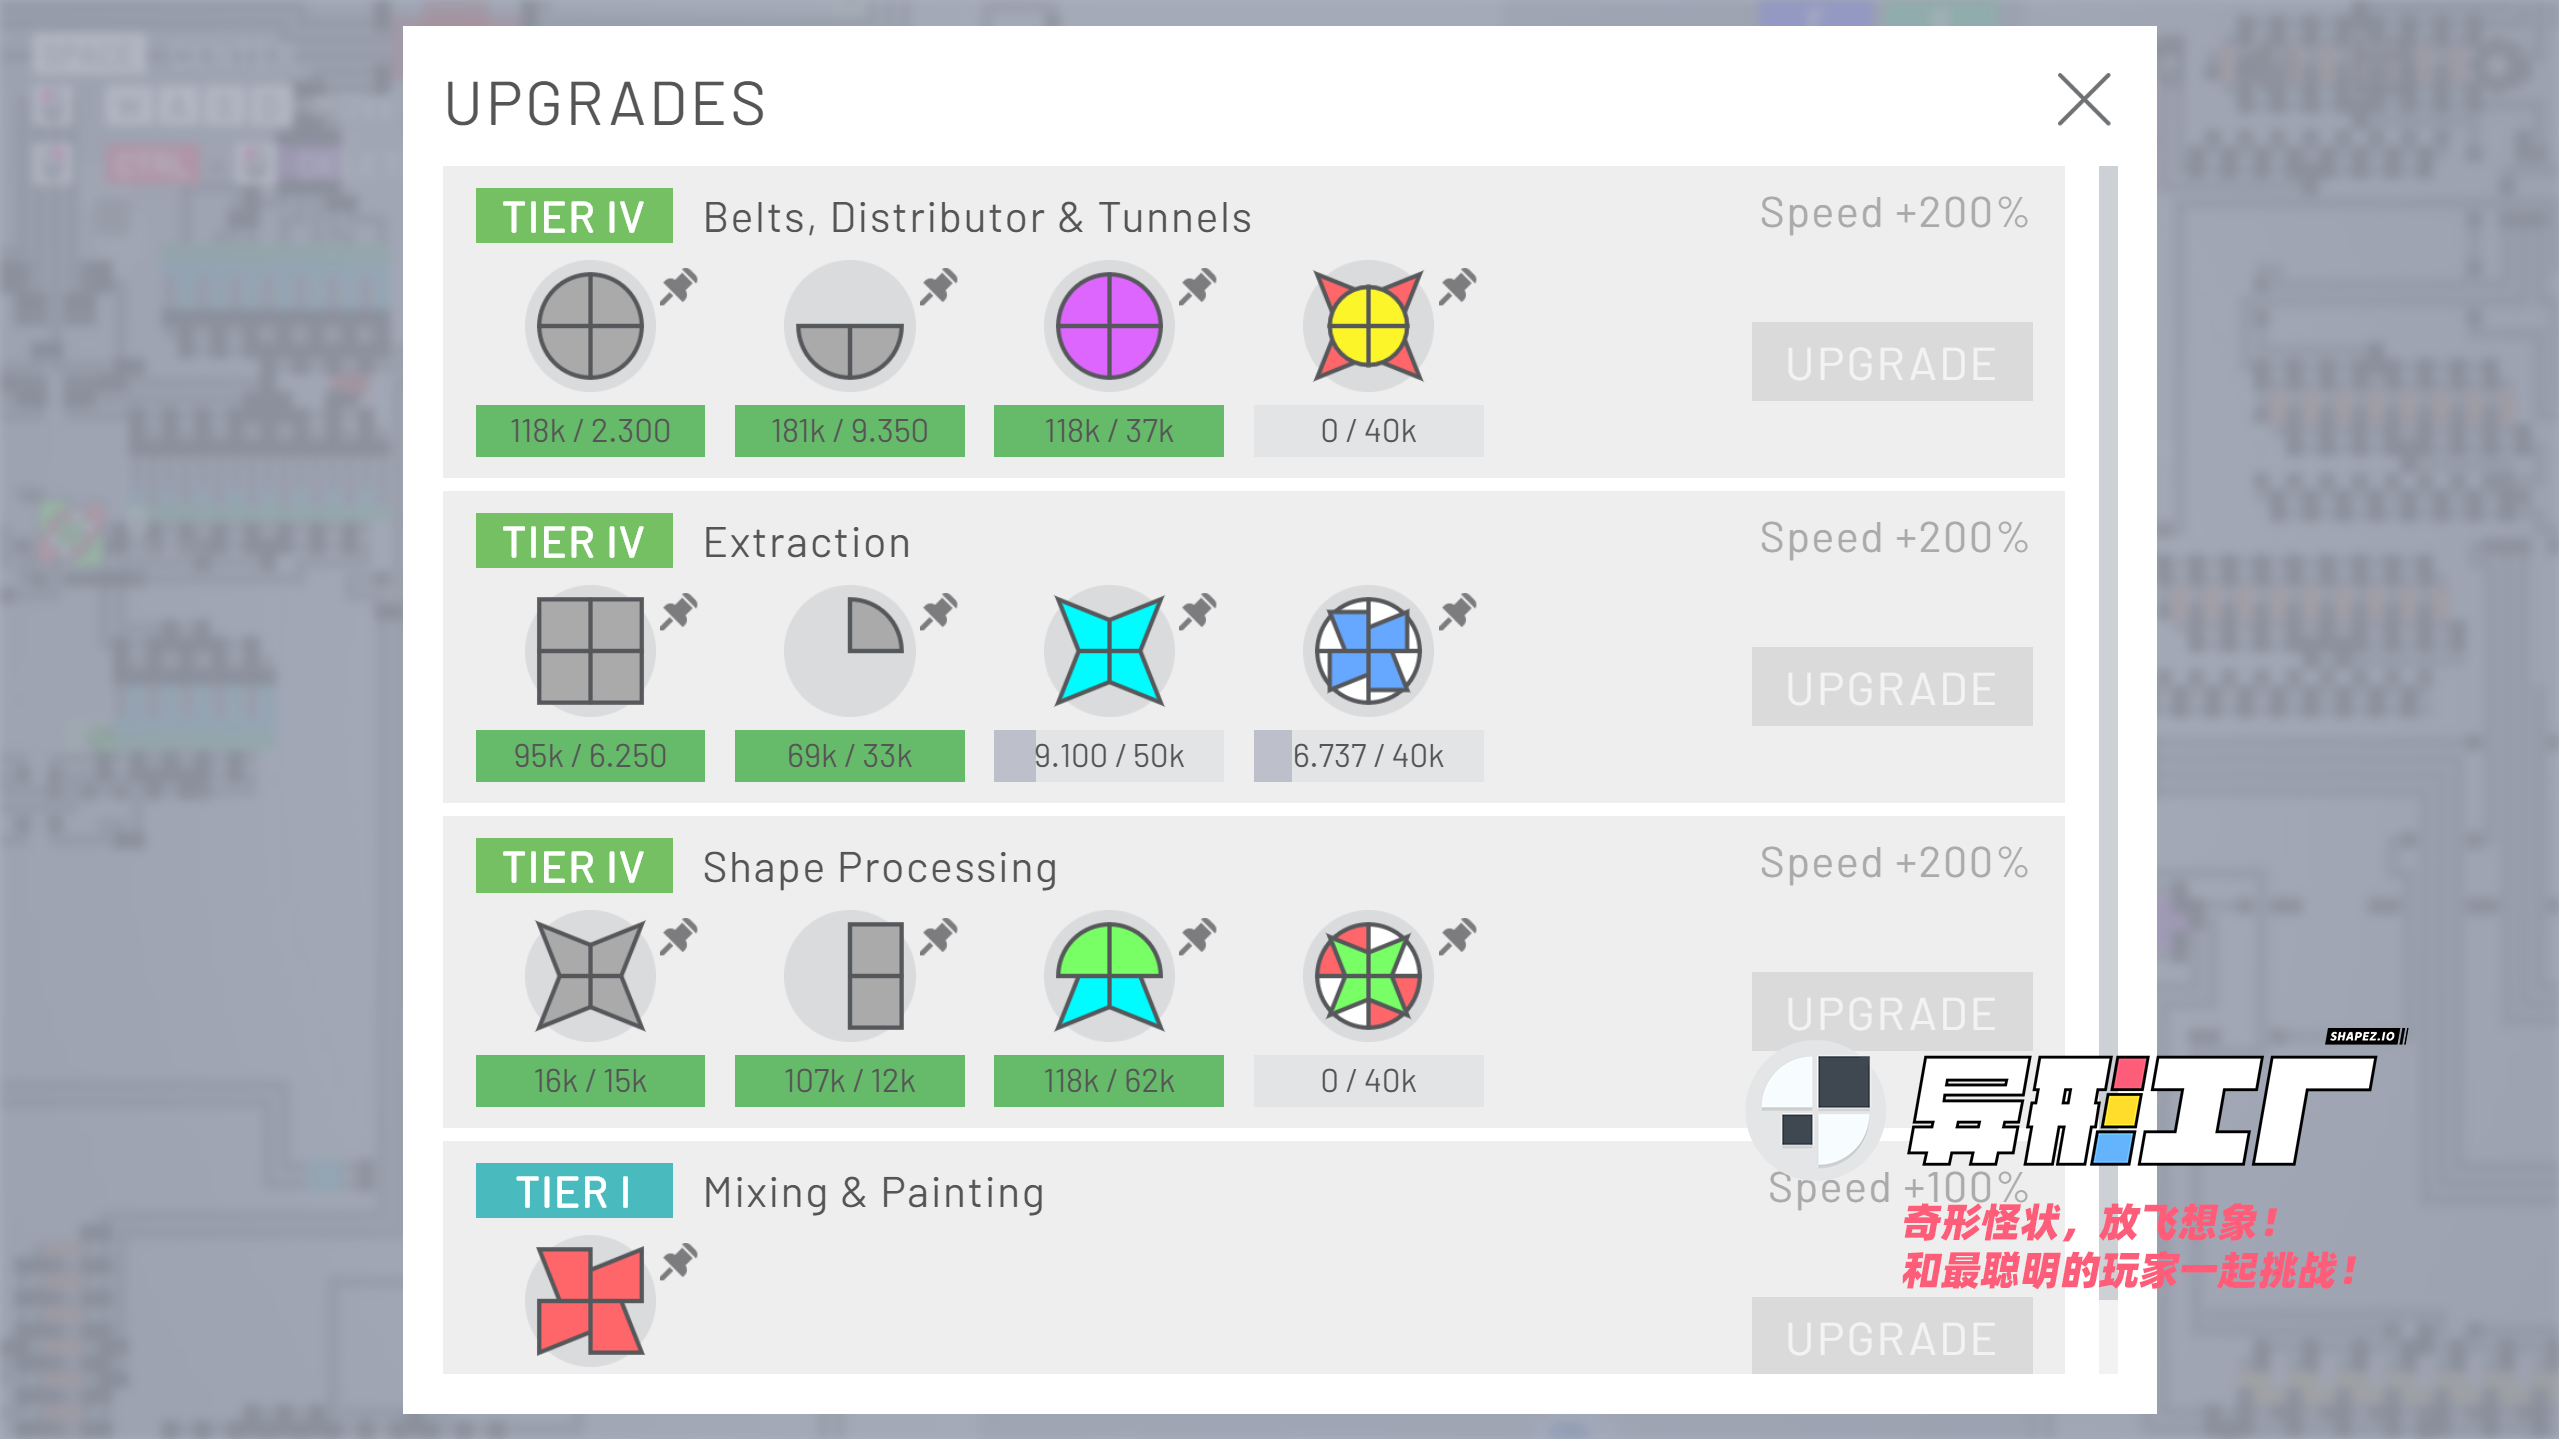 UPGRADES
TIER IV Belts, Distributor & Tunnels Speed +200%
UPGRADE
118k / 2.300 181k / 9.350 118k / 37k 0 / 40k
TIER IV Extraction Speed +200%
UPGRADE
95k / 6.250 69k / 33k 9.100 / 50k 6.737 / 40k
TIER IV Shape Processing Speed +200%
UPGRADE
16k / 15k 107k / 12k 118k / 62k 0 / 40k
SHAPEZ.IO
异形工厂
TIER I Mixing & Painting Speed +100%
奇形怪状，放飞想象！
和最聪明的玩家一起挑战！
UPGRADE